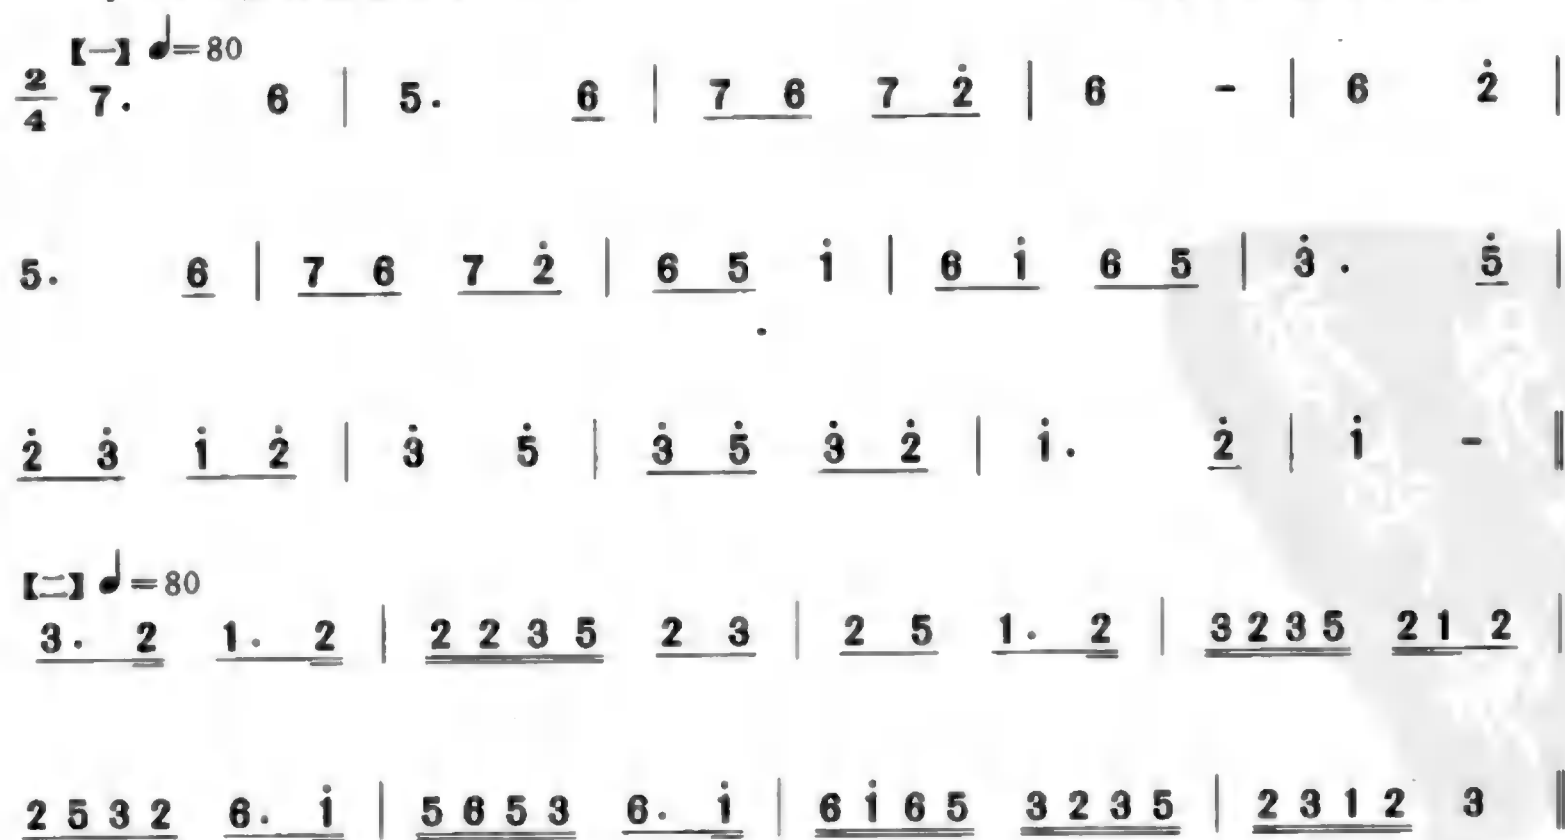 【一】 ♩=80
2/4 7. 6 | 5. 6 | 7 6 7 2̇ | 6 - | 6 2̇ |
5. 6 | 7 6 7 2̇ | 6 5 1̇ | 6 1̇ 6 5 | 3̇. 5̇ |
2̇ 3̇ 1̇ 2̇ | 3̇ 5̇ | 3̇ 5̇ 3̇ 2̇ | 1̇. 2̇ | 1̇ - ‖
【二】 ♩=80
3. 2 1. 2 | 2 2 3 5 2 3 | 2 5 1. 2 | 3 2 3 5 2 1 2 |
2 5 3 2 6. 1̇ | 5 6 5 3 6. 1̇ | 6 1̇ 6 5 3 2 3 5 | 2 3 1 2 3 ‖